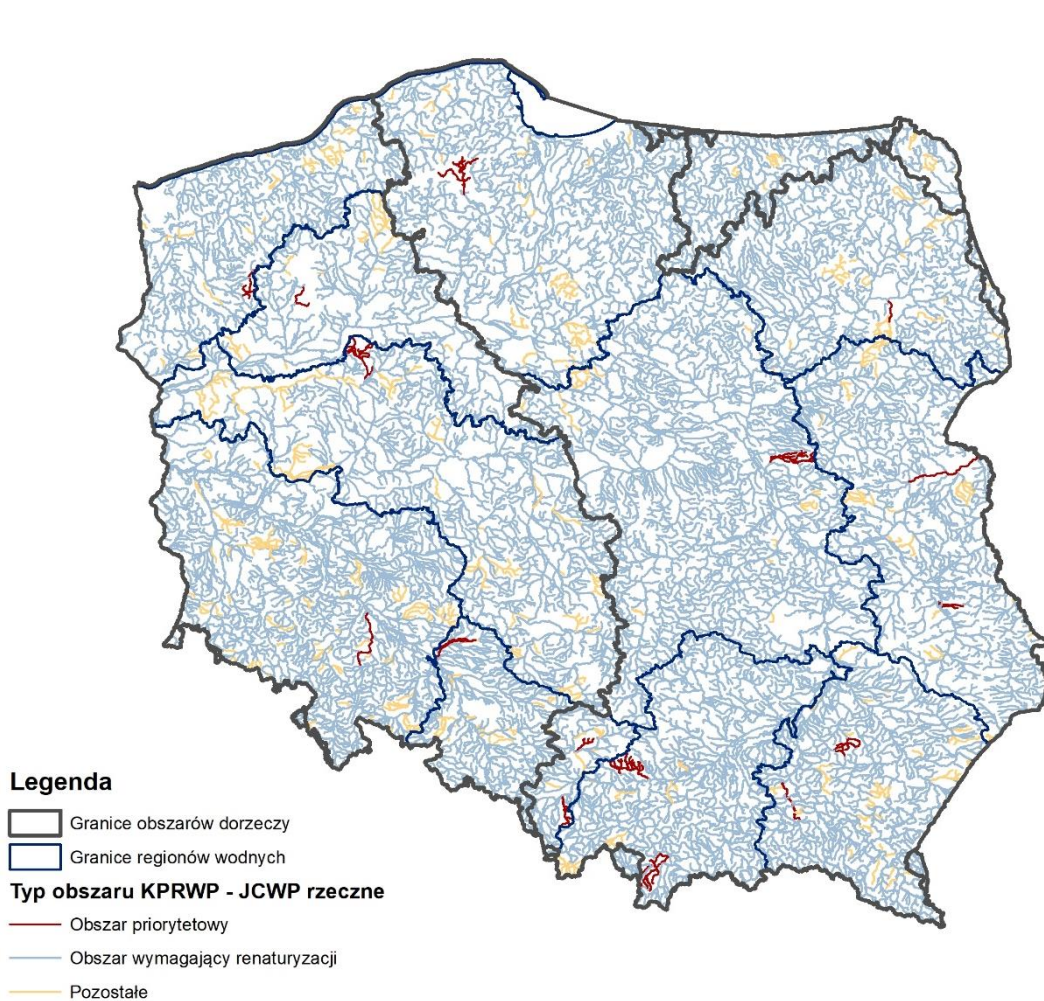 Legenda
Granice obszarów dorzeczy
Granice regionów wodnych
Typ obszaru KPRWP - JCWP rzeczne
Obszar priorytetowy
Obszar wymagający renaturyzacji
Pozostałe